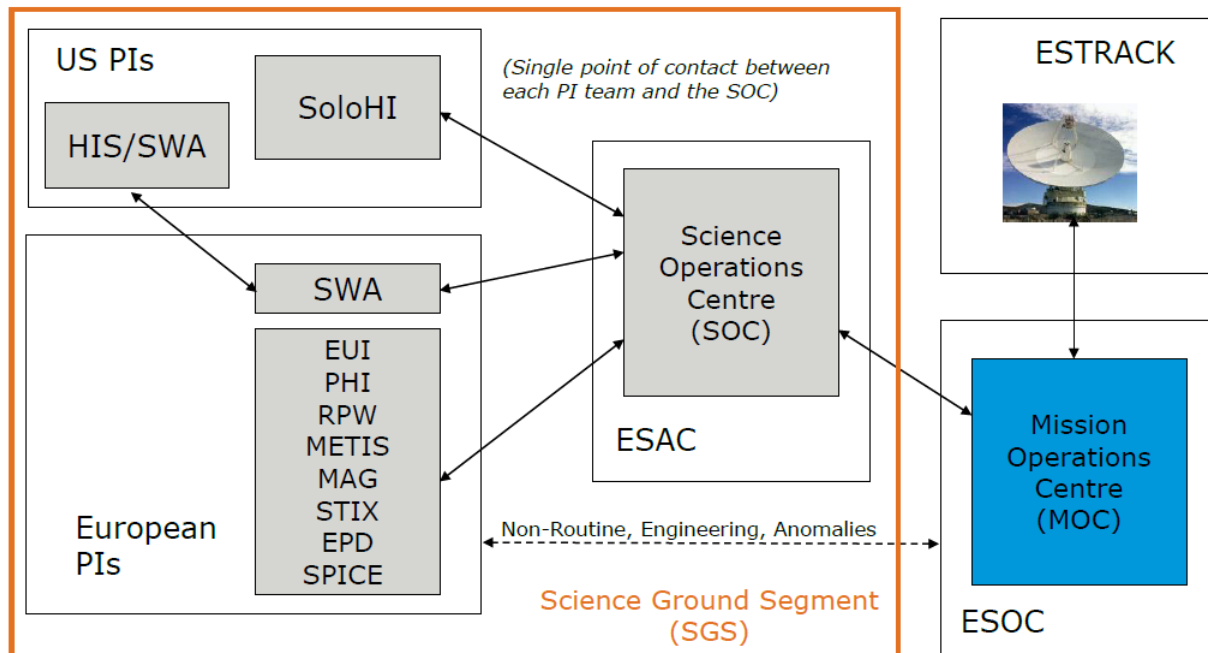 US PIs
SoloHI
HIS/SWA
(Single point of contact between
each PI team and the SOC)
ESTRACK
SWA
EUI
PHI
RPW
METIS
MAG
STIX
EPD
SPICE
European
PIs
Science
Operations
Centre
(SOC)
ESAC
Non-Routine, Engineering, Anomalies
Science Ground Segment
(SGS)
Mission
Operations
Centre
(MOC)
ESOC